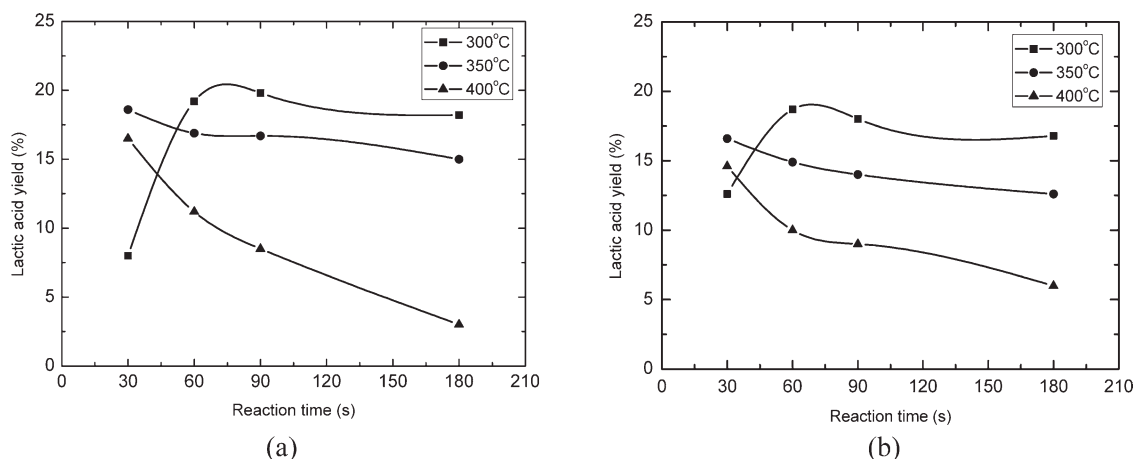 25
20
15
10
5
0
Lactic acid yield (%)
300°C
350°C
400°C
0 30 60 90 120 150 180 210
Reaction time (s)
(a)
25
20
15
10
5
0
Lactic acid yield (%)
300°C
350°C
400°C
0 30 60 90 120 150 180 210
Reaction time (s)
(b)